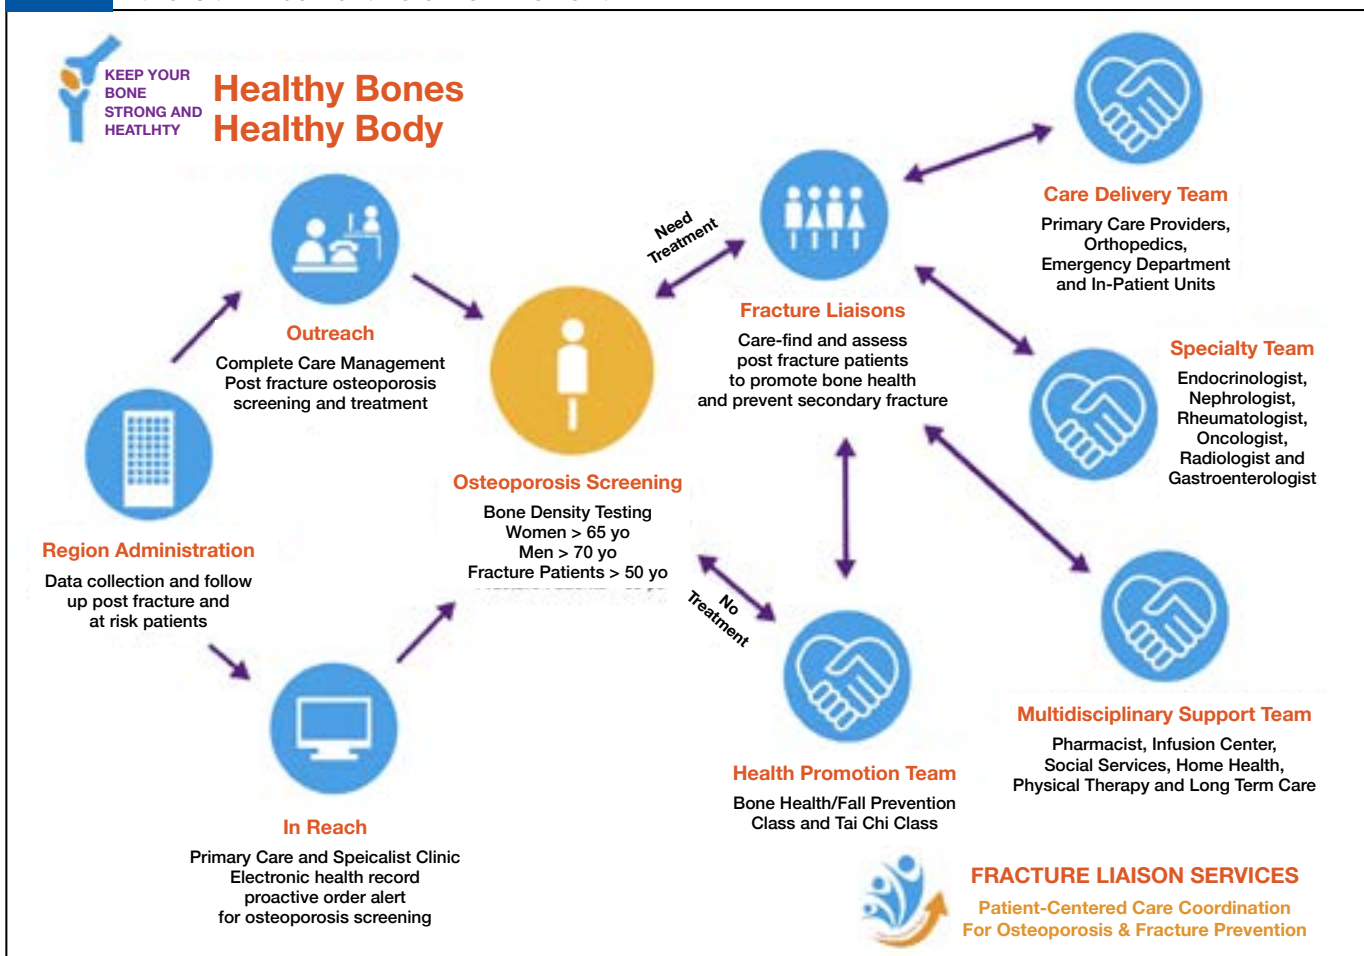 KEEP YOUR
BONE
STRONG AND
HEATLHTY
Healthy Bones
Healthy Body
Outreach
Complete Care Management
Post fracture osteoporosis
screening and treatment
Region Administration
Data collection and follow
up post fracture and
at risk patients
In Reach
Primary Care and Speicalist Clinic
Electronic health record
proactive order alert
for osteoporosis screening
Osteoporosis Screening
Bone Density Testing
Women > 65 yo
Men > 70 yo
Fracture Patients > 50 yo
Need
Treatment
No
Treatment
Fracture Liaisons
Care-find and assess
post fracture patients
to promote bone health
and prevent secondary fracture
Health Promotion Team
Bone Health/Fall Prevention
Class and Tai Chi Class
Care Delivery Team
Primary Care Providers,
Orthopedics,
Emergency Department
and In-Patient Units
Specialty Team
Endocrinologist,
Nephrologist,
Rheumatologist,
Oncologist,
Radiologist and
Gastroenterologist
Multidisciplinary Support Team
Pharmacist, Infusion Center,
Social Services, Home Health,
Physical Therapy and Long Term Care
FRACTURE LIAISON SERVICES
Patient-Centered Care Coordination
For Osteoporosis & Fracture Prevention